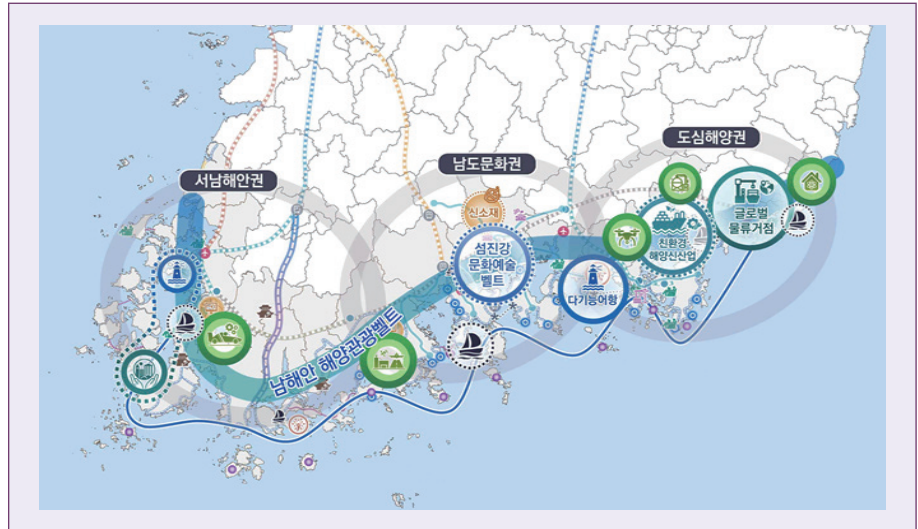 도심해양권
남도문화권
서남해안권
신소재
글로벌
물류거점
친환경
해양신산업
섬진강
문화예술
벨트
다기능어항
남해안 해양관광벨트